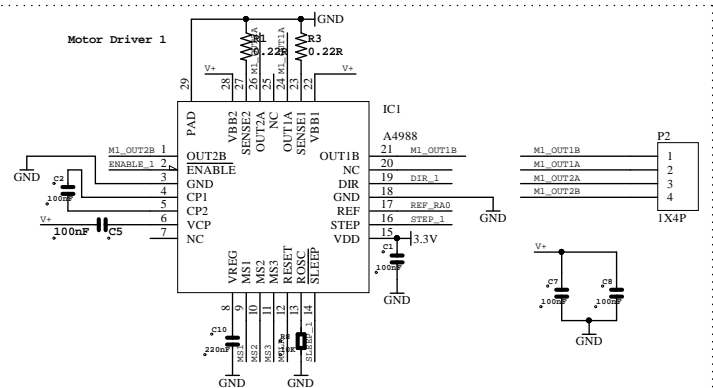 GND
Motor Driver 1
R1
R3
0.22R
0.22R
M1_OUT2A
M1_OUT1A
V+
V+
29
28
27
26
25
24
23
22
PAD
VBB2
SENSE2
OUT2A
NC
OUT1A
SENSE1
VBB1
IC1
A4988
M1_OUT2B 1 OUT2B
ENABLE_1 2 ENABLE
3 GND
4 CP1
5 CP2
6 VCP
7 NC
GND
C2
100nF
V+
100nF C5
OUT1B 21 M1_OUT1B
NC 20
DIR 19 DIR_1
GND 18
REF 17 REF_RA0
STEP 16 STEP_1
VDD 15
GND
3.3V
C1
100nF
GND
VREG
MS1
MS2
MS3
RESET
ROSC
SLEEP
8
9
10
11
12
13
14
C10
220nF
MS1
MS2
MS3
R8
10K
SLEEP_1
GND
GND
P2
M1_OUT1B 1
M1_OUT1A 2
M1_OUT2A 3
M1_OUT2B 4
1X4P
V+
C7
100nF
C8
100nF
GND